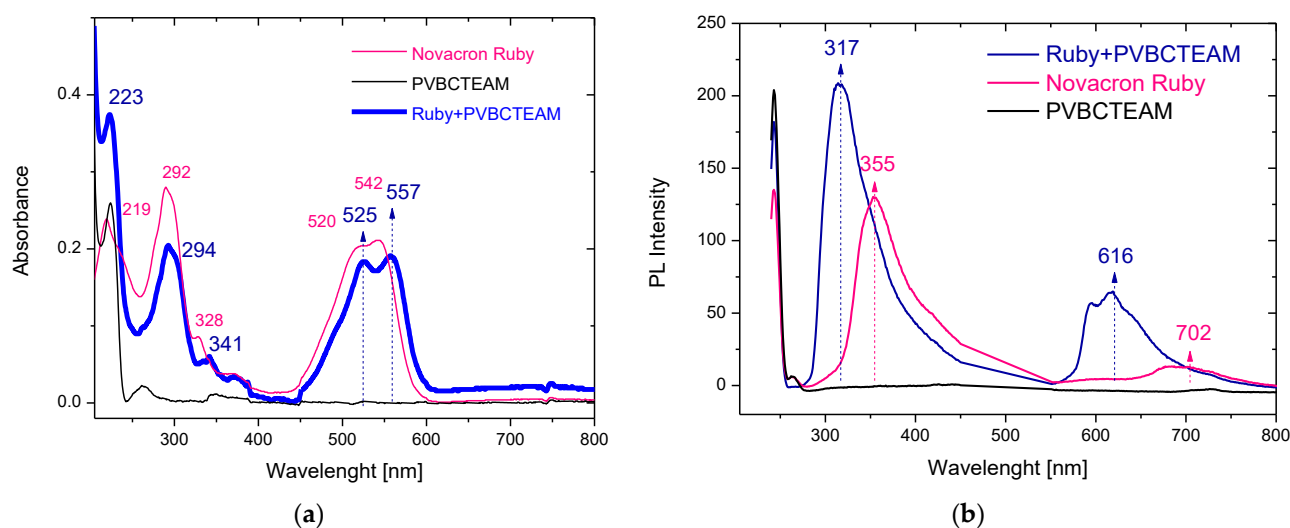 Novacron Ruby
PVBCTEAM
Ruby+PVBCTEAM
0.4
0.2
0.0
Absorbance
223
219
292
294
328
341
520
525
542
557
300
400
500
600
700
800
Wavelenght [nm]
(a)
Ruby+PVBCTEAM
Novacron Ruby
PVBCTEAM
250
200
150
100
50
0
PL Intensity
317
355
616
702
300
400
500
600
700
800
Wavelenght [nm]
(b)